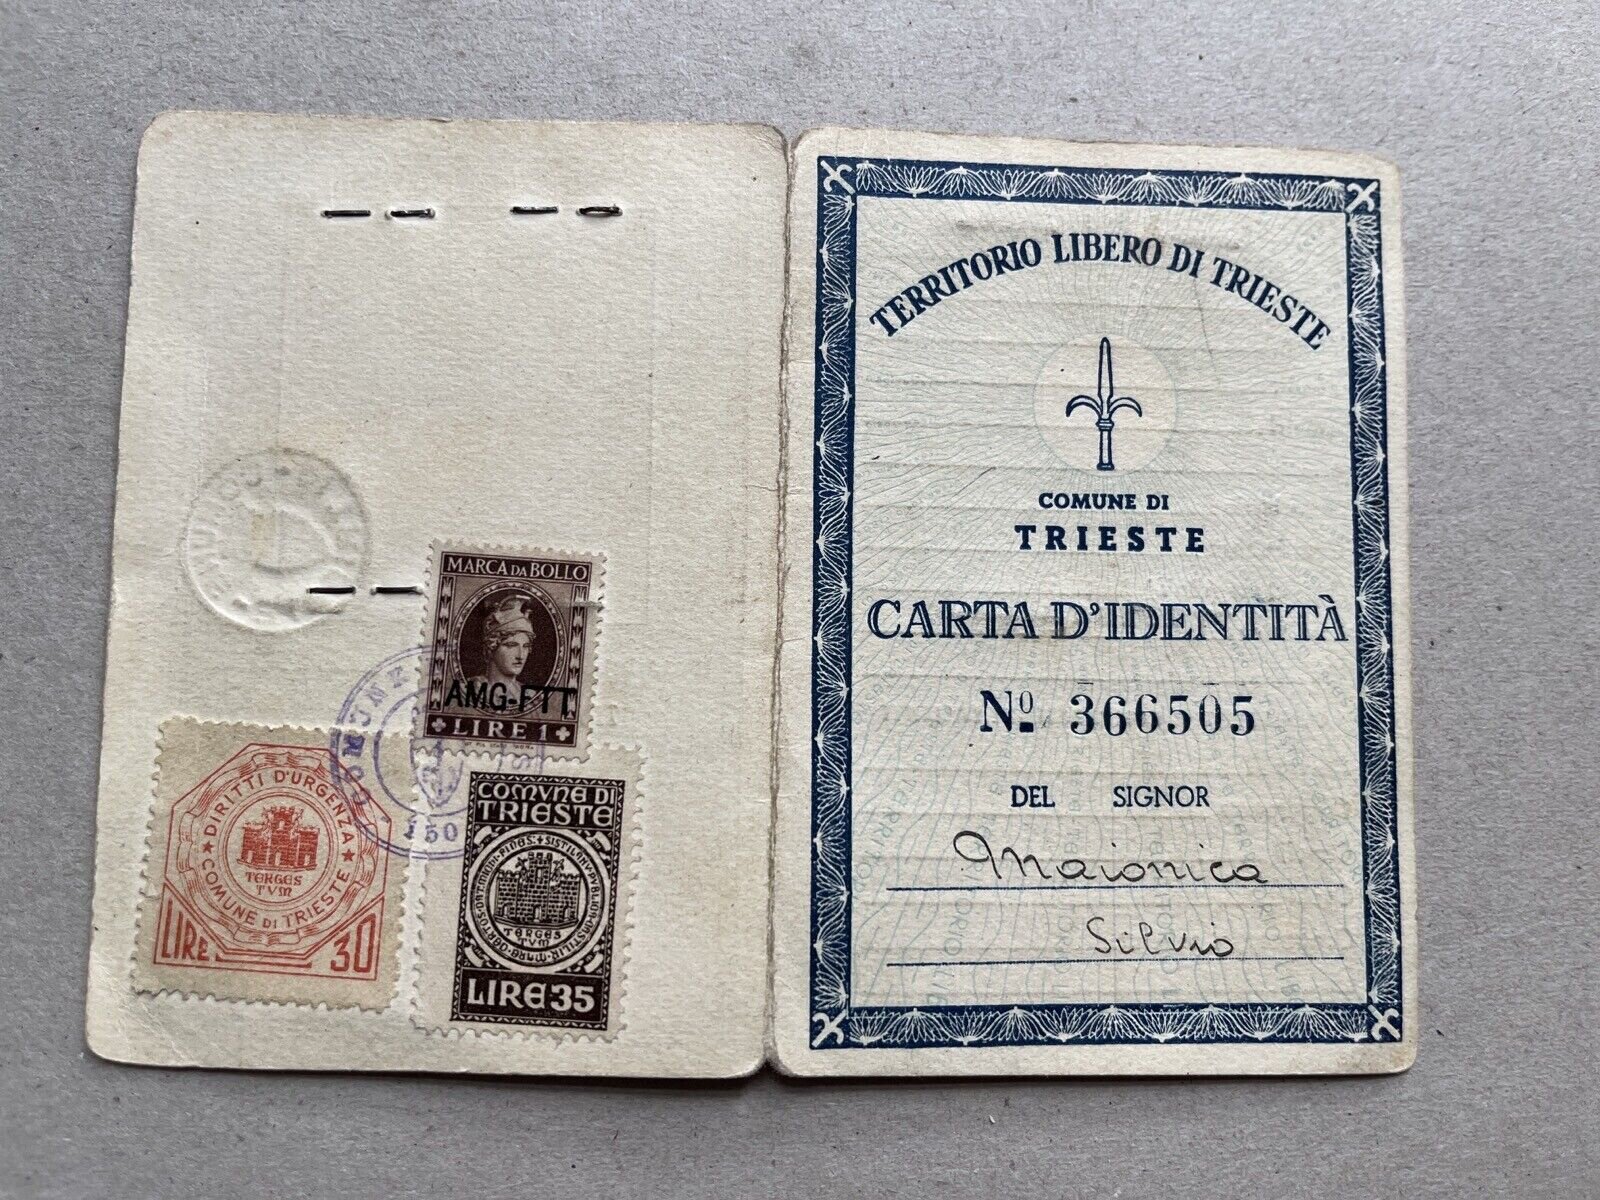 MARCA DA BOLLO
AMG-FTT
LIRE 1
COMUNE
250
DIRITTI D'URGENZA
TERGES
TVM
COMUNE DI TRIESTE
LIRE 30
COMVNE DI
TRIESTE
TERGES
TVM
LIRE 35
TERRITORIO LIBERO DI TRIESTE
COMUNE DI
TRIESTE
CARTA D'IDENTITÀ
Nº 366505
DEL SIGNOR
Maionica
Silvio